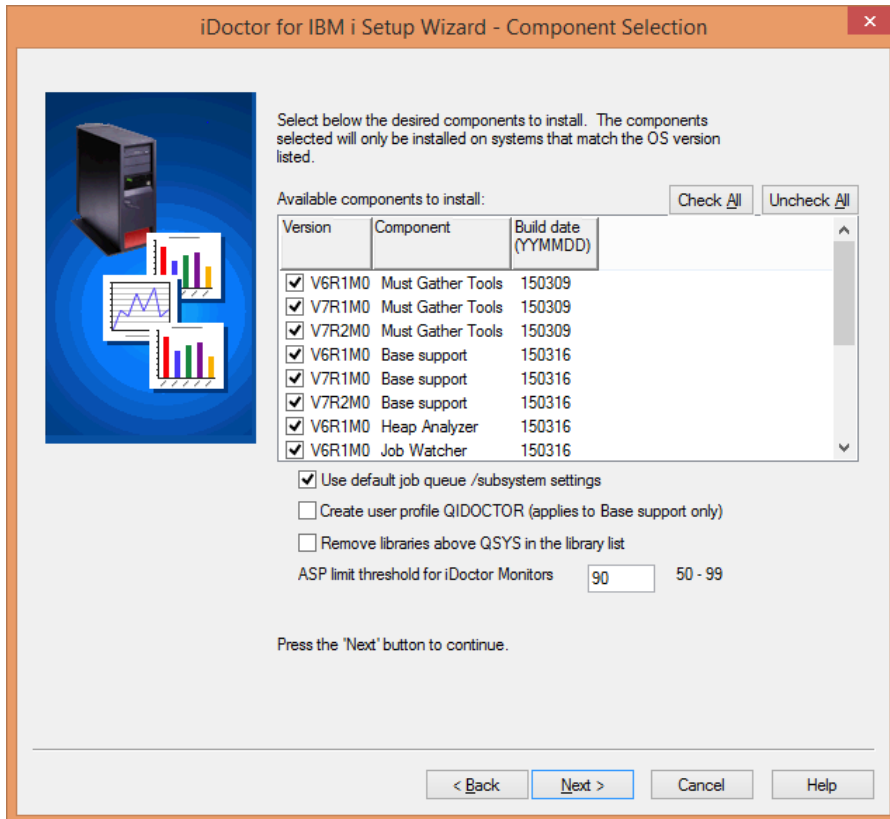 iDoctor for IBM i Setup Wizard - Component Selection
Select below the desired components to install. The components
selected will only be installed on systems that match the OS version
listed.
Available components to install:
Check All
Uncheck All
Version Component Build date
(YYMMDD)
V6R1M0 Must Gather Tools 150309
V7R1M0 Must Gather Tools 150309
V7R2M0 Must Gather Tools 150309
V6R1M0 Base support 150316
V7R1M0 Base support 150316
V7R2M0 Base support 150316
V6R1M0 Heap Analyzer 150316
V6R1M0 Job Watcher 150316
Use default job queue /subsystem settings
Create user profile QIDOCTOR (applies to Base support only)
Remove libraries above QSYS in the library list
ASP limit threshold for iDoctor Monitors 90 50 - 99
Press the 'Next' button to continue.
< Back
Next >
Cancel
Help